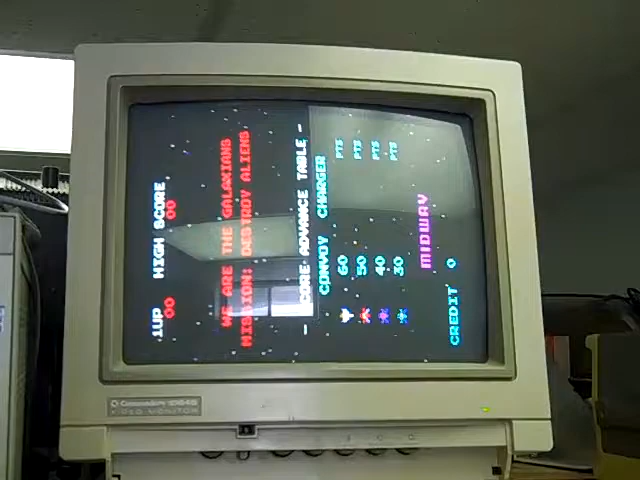 1UP HIGH SCORE
00 00
WE ARE THE GALAXIANS
MISSION: DESTROY ALIENS
- SCORE ADVANCE TABLE -
CONVOY CHARGER
60 PTS
50 PTS
40 PTS
30 PTS
MIDWAY
CREDIT 0
Commodore
VIDEO MONITOR